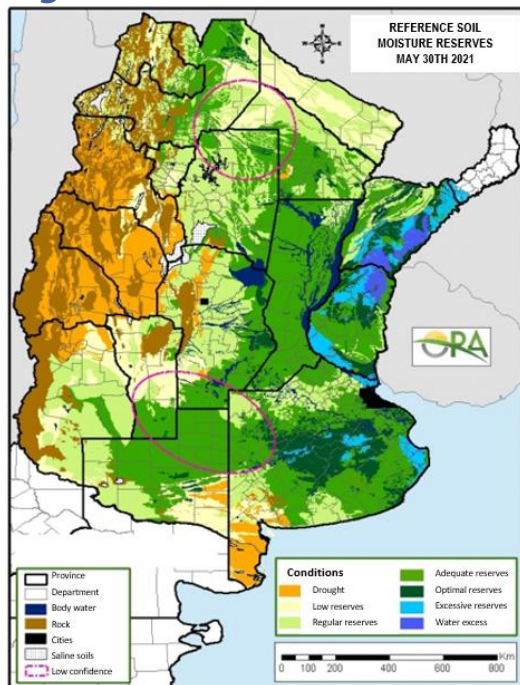 REFERENCE SOIL
MOISTURE RESERVES
MAY 30TH 2021
ORA
Province
Department
Body water
Rock
Cities
Saline soils
Low confidence
Conditions
Drought
Low reserves
Regular reserves
Adequate reserves
Optimal reserves
Excessive reserves
Water excess
Km
0 100 200 400 600 800